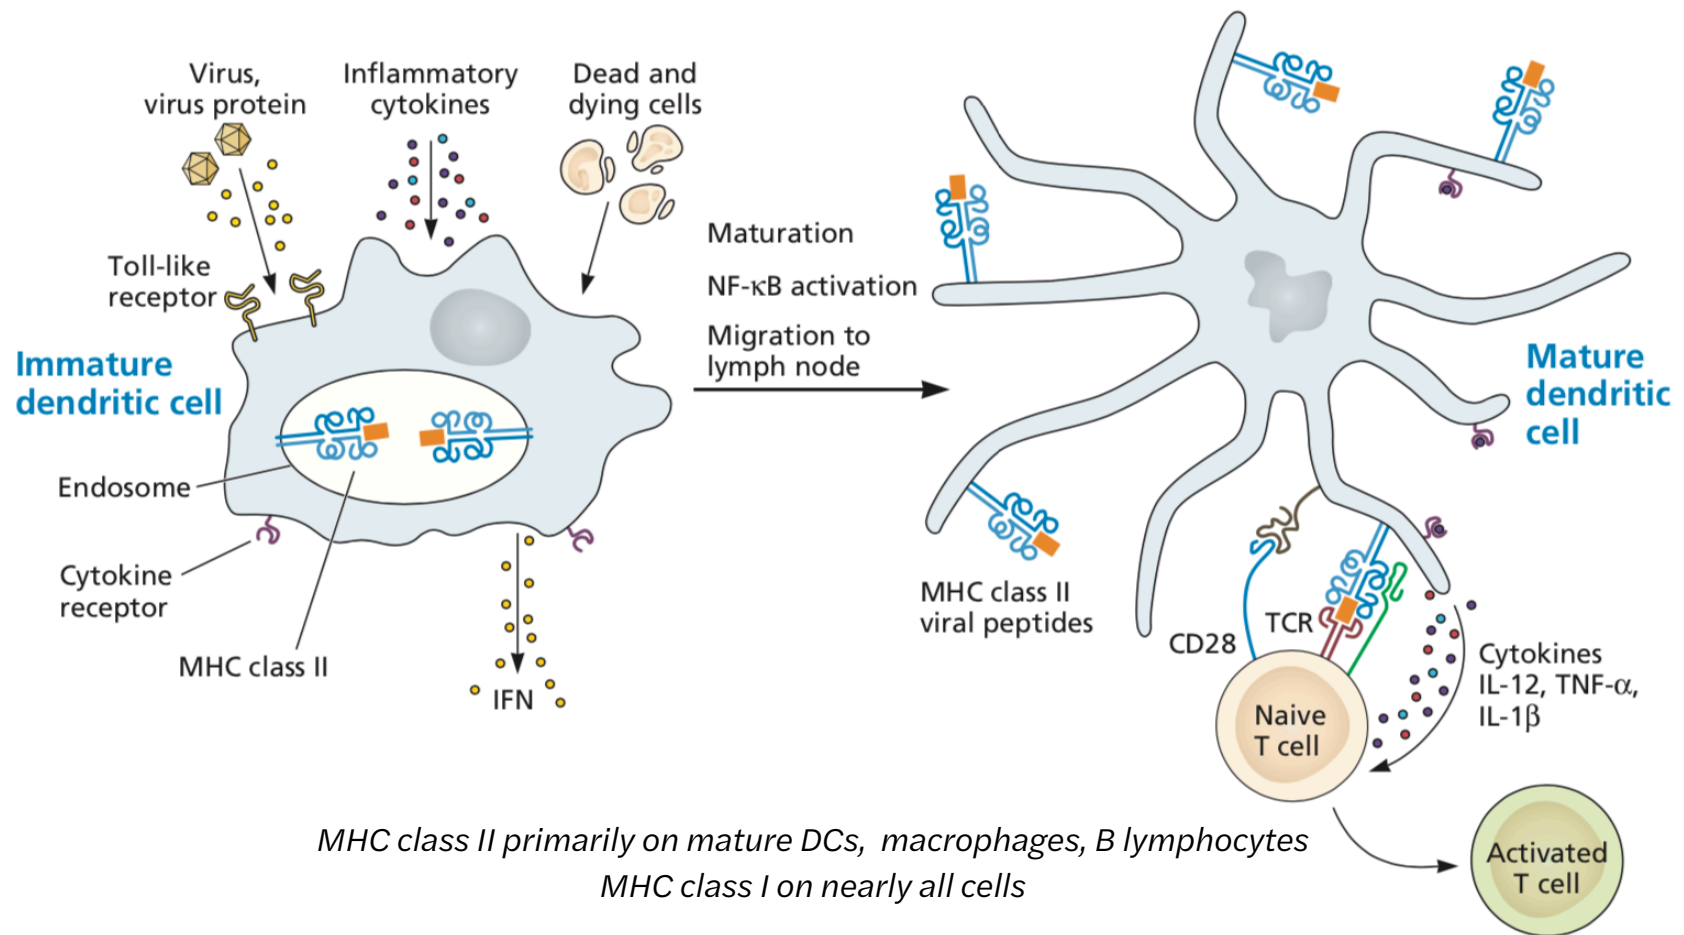 Virus,
virus protein
Inflammatory
cytokines
Dead and
dying cells
Toll-like
receptor
Immature
dendritic cell
Endosome
Cytokine
receptor
MHC class II
IFN
Maturation
NF-κB activation
Migration to
lymph node
Mature
dendritic
cell
MHC class II
viral peptides
CD28
TCR
Naive
T cell
Cytokines
IL-12, TNF-α,
IL-1β
Activated
T cell
MHC class II primarily on mature DCs, macrophages, B lymphocytes
MHC class I on nearly all cells